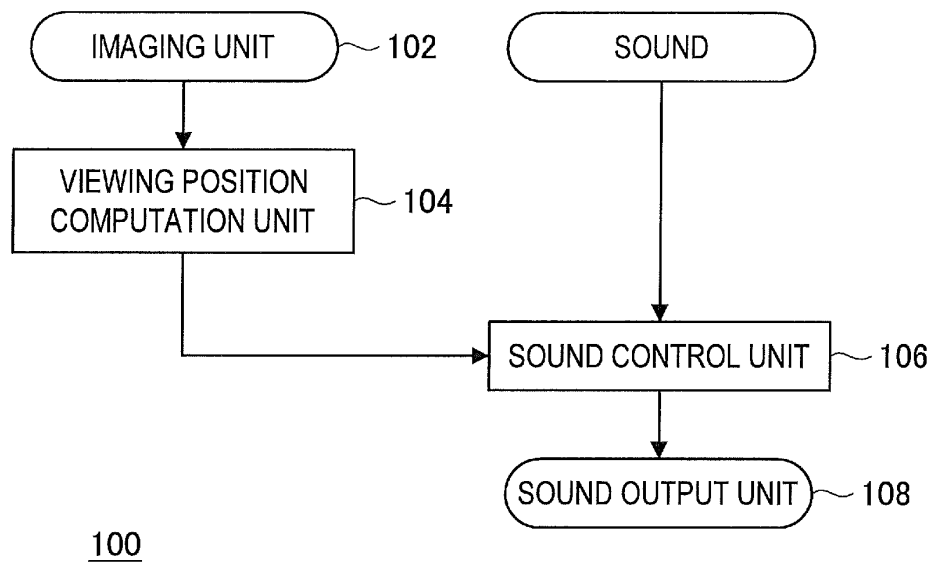 IMAGING UNIT
102
SOUND
VIEWING POSITION
COMPUTATION UNIT
104
SOUND CONTROL UNIT
106
SOUND OUTPUT UNIT
108
100